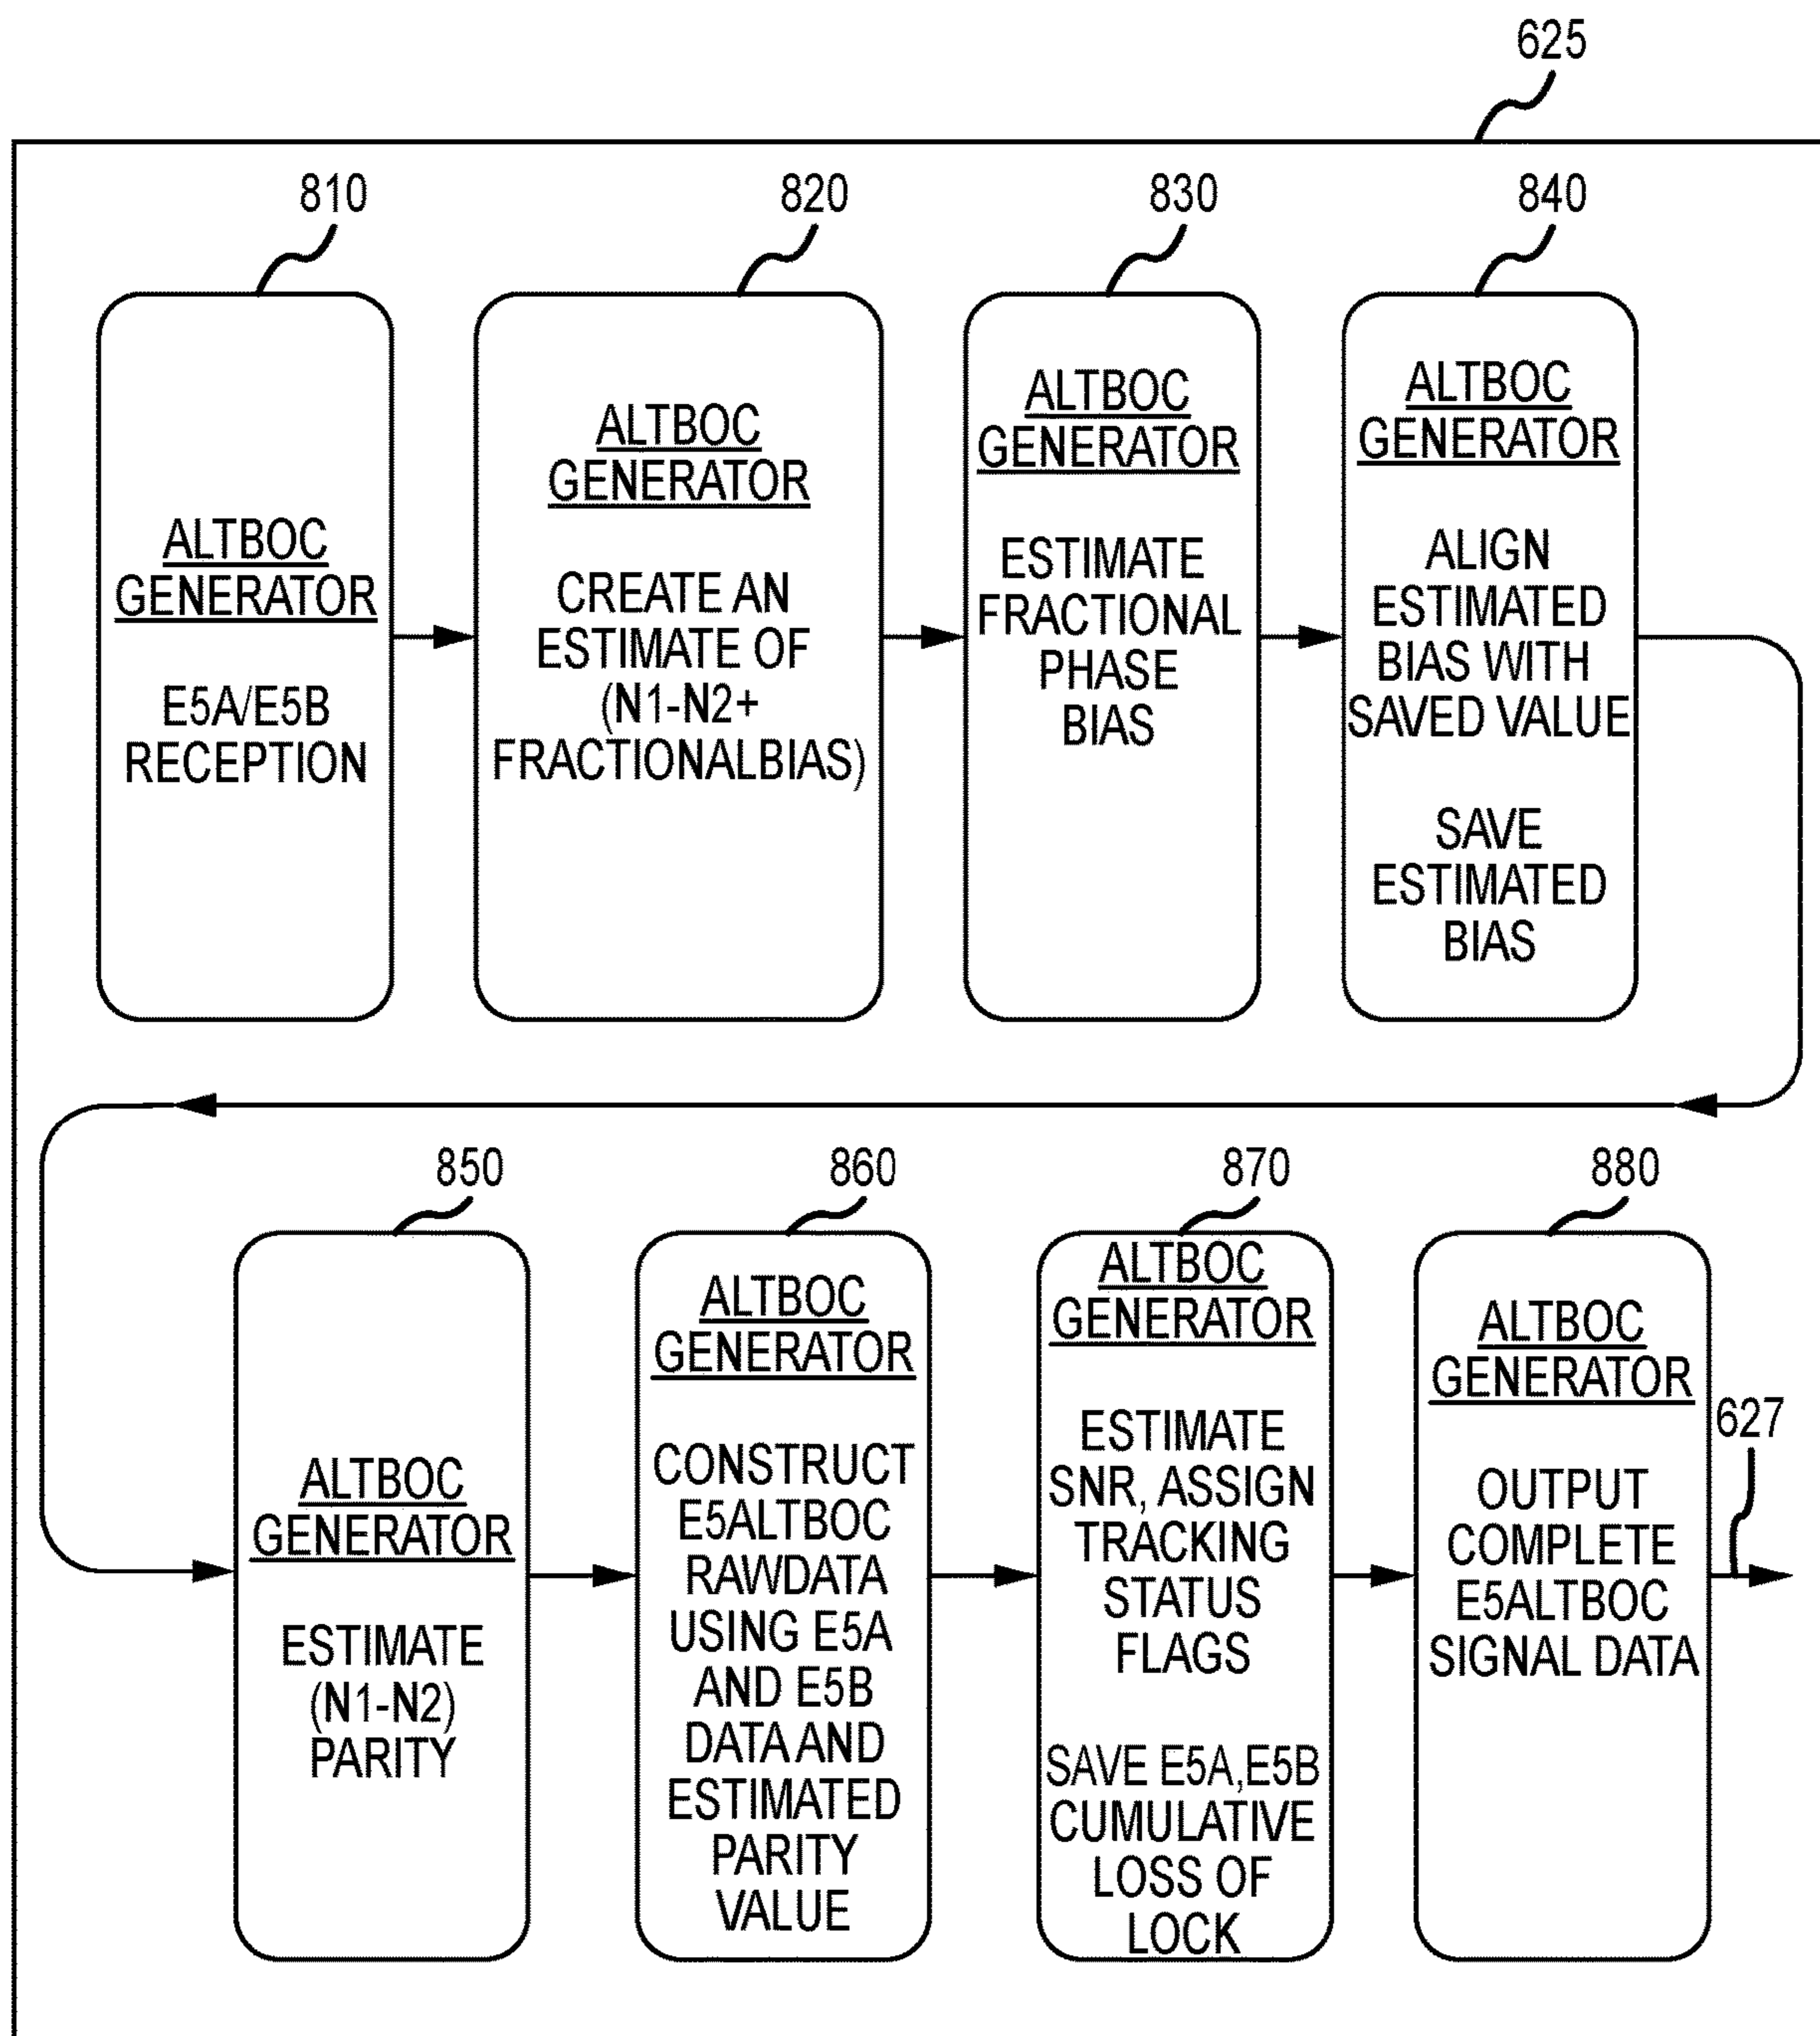 625
810
820
830
840
ALTBOC
GENERATOR
E5A/E5B
RECEPTION
ALTBOC
GENERATOR
CREATE AN
ESTIMATE OF
(N1-N2+
FRACTIONALBIAS)
ALTBOC
GENERATOR
ESTIMATE
FRACTIONAL
PHASE
BIAS
ALTBOC
GENERATOR
ALIGN
ESTIMATED
BIAS WITH
SAVED VALUE
SAVE
ESTIMATED
BIAS
850
860
870
880
ALTBOC
GENERATOR
ESTIMATE
(N1-N2)
PARITY
ALTBOC
GENERATOR
CONSTRUCT
E5ALTBOC
RAWDATA
USING E5A
AND E5B
DATA AND
ESTIMATED
PARITY
VALUE
ALTBOC
GENERATOR
ESTIMATE
SNR, ASSIGN
TRACKING
STATUS
FLAGS
SAVE E5A,E5B
CUMULATIVE
LOSS OF
LOCK
ALTBOC
GENERATOR
OUTPUT
COMPLETE
E5ALTBOC
SIGNAL DATA
627